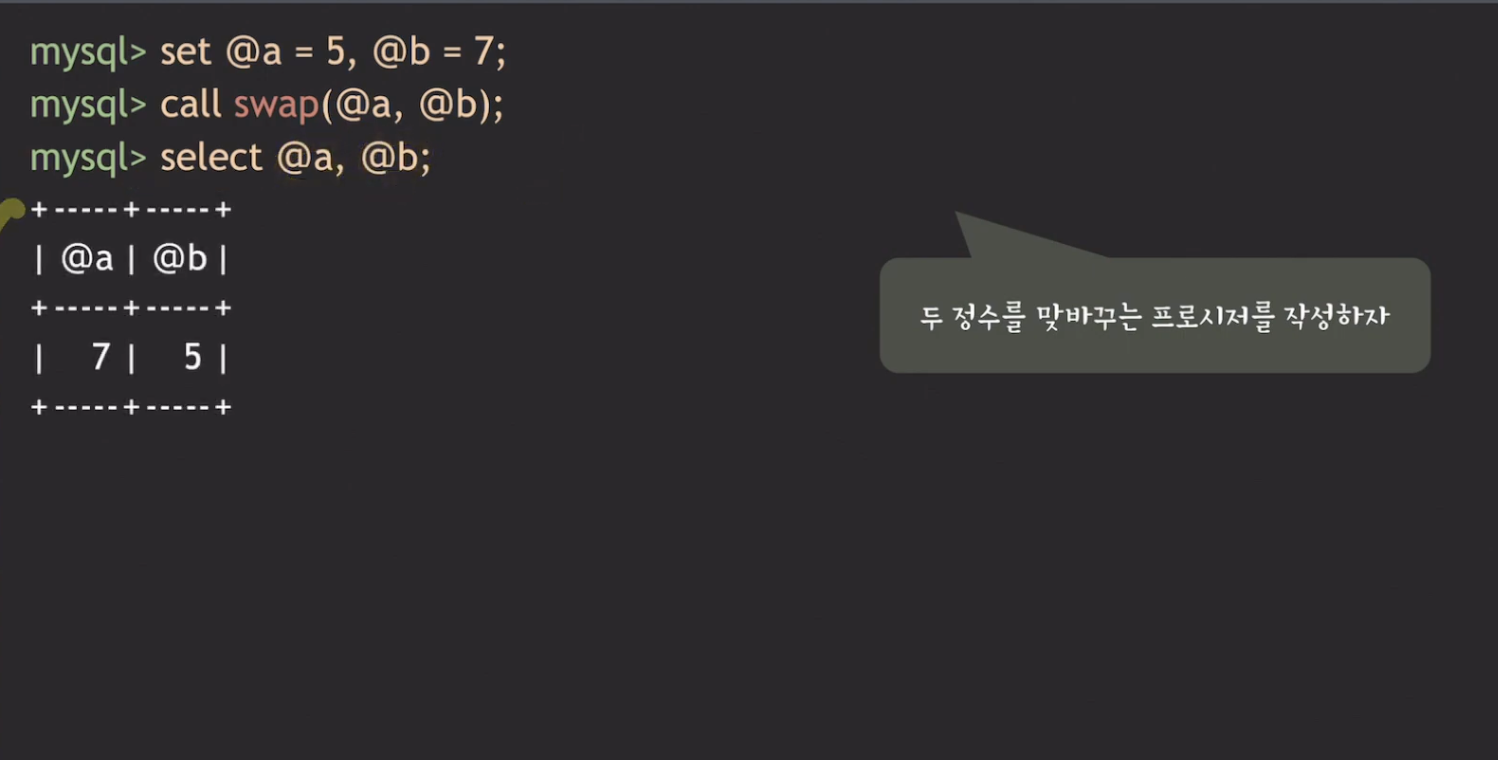 mysql> set @a = 5, @b = 7;
mysql> call swap(@a, @b);
mysql> select @a, @b;
+-----+-----+
| @a | @b |
+-----+-----+
|   7 |   5 |
+-----+-----+
두 정수를 맞바꾸는 프로시저를 작성하자